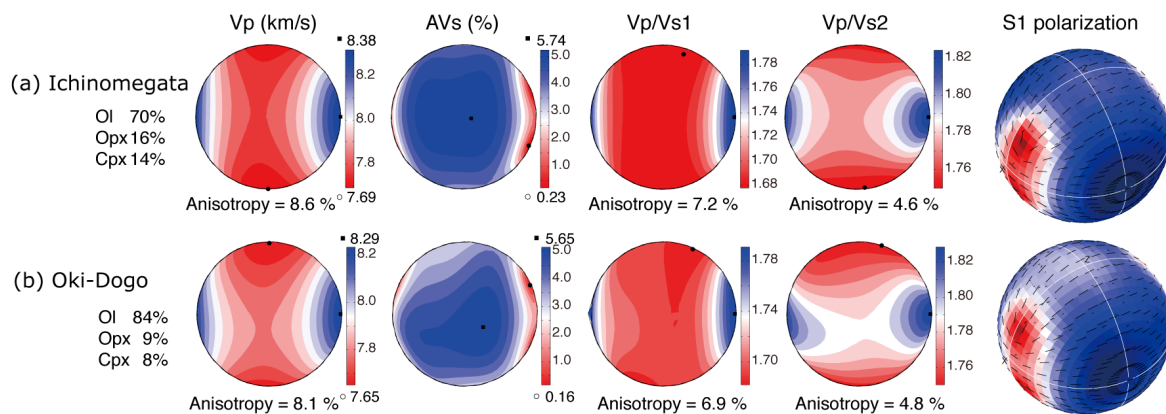 Vp (km/s) AVs (%) Vp/Vs1 Vp/Vs2 S1 polarization
(a) Ichinomegata
Ol 70%
Opx 16%
Cpx 14%
8.38
8.2
8.0
7.8
7.69
Anisotropy = 8.6 %
5.74
5.0
4.0
3.0
2.0
1.0
0.23
1.78
1.76
1.74
1.72
1.70
1.68
Anisotropy = 7.2 %
1.82
1.80
1.78
1.76
Anisotropy = 4.6 %
(b) Oki-Dogo
Ol 84%
Opx 9%
Cpx 8%
8.29
8.2
8.0
7.8
7.65
Anisotropy = 8.1 %
5.65
5.0
4.0
3.0
2.0
1.0
0.16
1.78
1.74
1.70
Anisotropy = 6.9 %
1.82
1.80
1.78
1.76
Anisotropy = 4.8 %